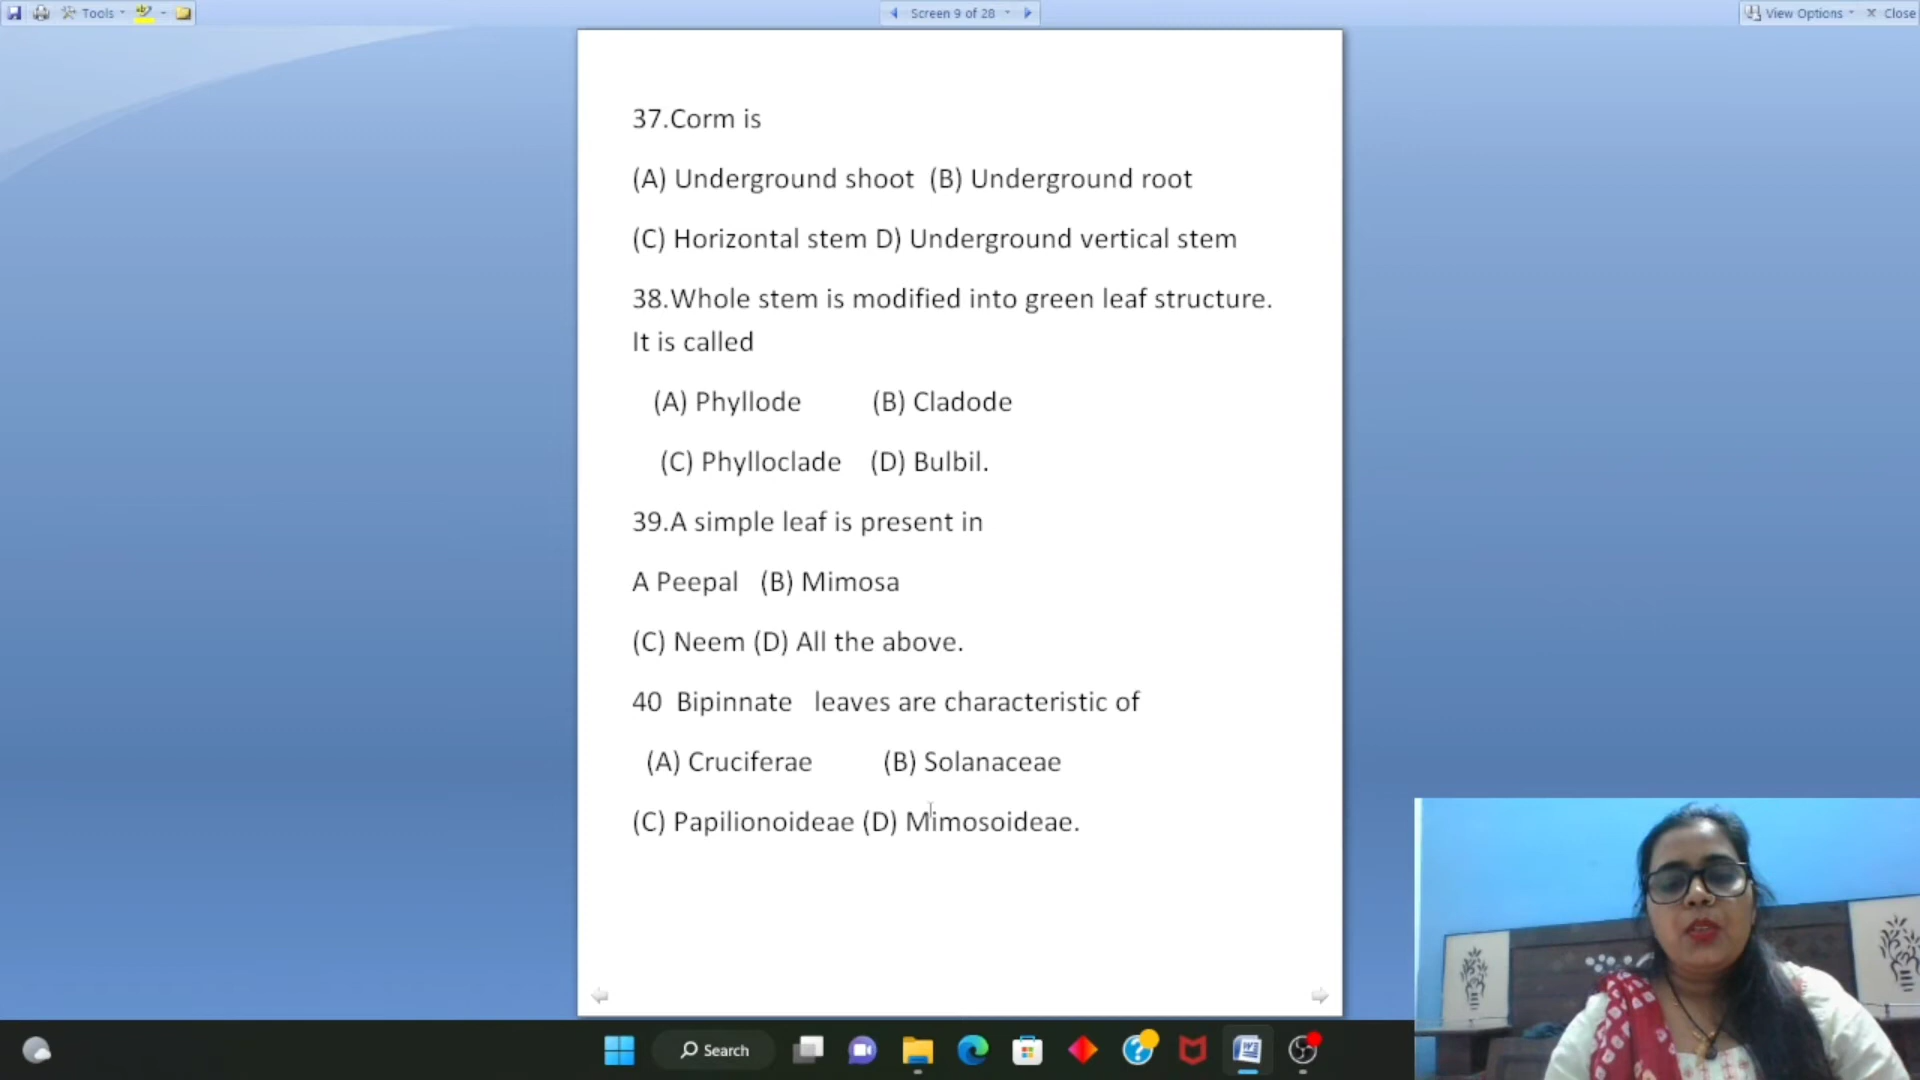 Tools
Screen 9 of 28
View Options
Close
37.Corm is
(A) Underground shoot (B) Underground root
(C) Horizontal stem D) Underground vertical stem
38.Whole stem is modified into green leaf structure.
It is called
(A) Phyllode (B) Cladode
(C) Phylloclade (D) Bulbil.
39.A simple leaf is present in
A Peepal (B) Mimosa
(C) Neem (D) All the above.
40 Bipinnate leaves are characteristic of
(A) Cruciferae (B) Solanaceae
(C) Papilionoideae (D) Mimosoideae.
Search